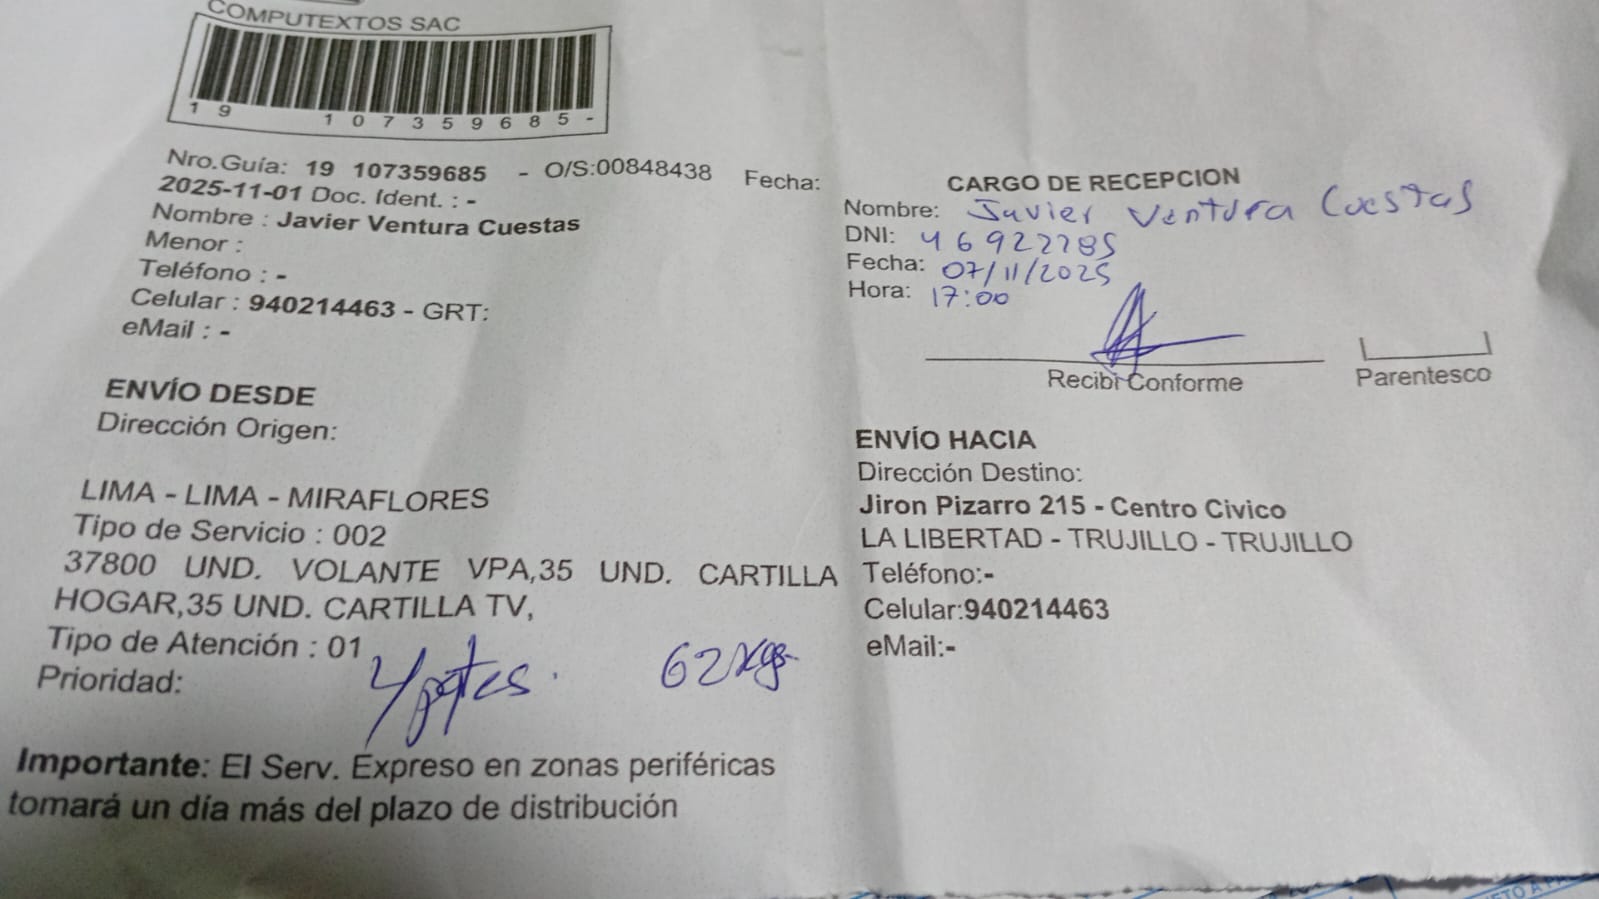 COMPUTEXTOS SAC
19 107359685-
Nro.Guía: 19 107359685 - O/S:00848438 Fecha:
2025-11-01 Doc. Ident. : -
Nombre : Javier Ventura Cuestas
Menor :
Teléfono : -
Celular : 940214463 - GRT:
eMail : -
ENVÍO DESDE
Dirección Origen:
LIMA - LIMA - MIRAFLORES
Tipo de Servicio : 002
37800 UND. VOLANTE VPA,35 UND. CARTILLA
HOGAR,35 UND. CARTILLA TV,
Tipo de Atención : 01
Prioridad:
62 Kgs
Importante: El Serv. Expreso en zonas periféricas
tomará un día más del plazo de distribución
CARGO DE RECEPCION
Nombre: Javier Ventura Cuestas
DNI:
Fecha: 07/11/2025
Hora: 17:00
Recibi Conforme
Parentesco
ENVÍO HACIA
Dirección Destino:
Jiron Pizarro 215 - Centro Civico
LA LIBERTAD - TRUJILLO - TRUJILLO
Teléfono:-
Celular:940214463
eMail:-